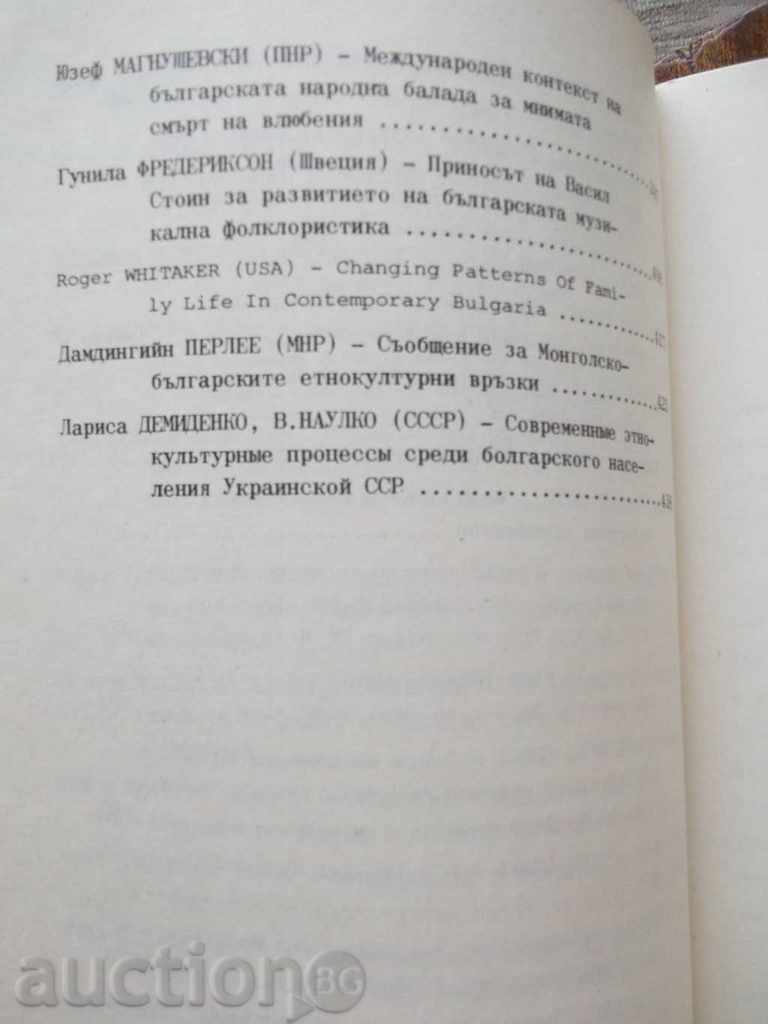 Юзеф МАГНУШЕВСКИ (ПНР) – Международен контекст на
българската народна балада за мнимата
смърт на влюбения ....................
Гунила ФРЕДЕРИКСОН (Швеция) – Приносът на Васил
Стоин за развитието на българската музи-
кална фолклористика ....................
Roger WHITAKER (USA) – Changing Patterns Of Fami-
ly Life In Contemporary Bulgaria ..........
Дамдингийн ПЕРЛЕЕ (МНР) – Съобщение за Монголско-
българските етнокултурни връзки ..........
Лариса ДЕМИДЕНКО, В.НАУЛКО (СССР) – Современные этно-
культурные процессы среди болгарского насе-
ления Украинской ССР ....................
auction BG